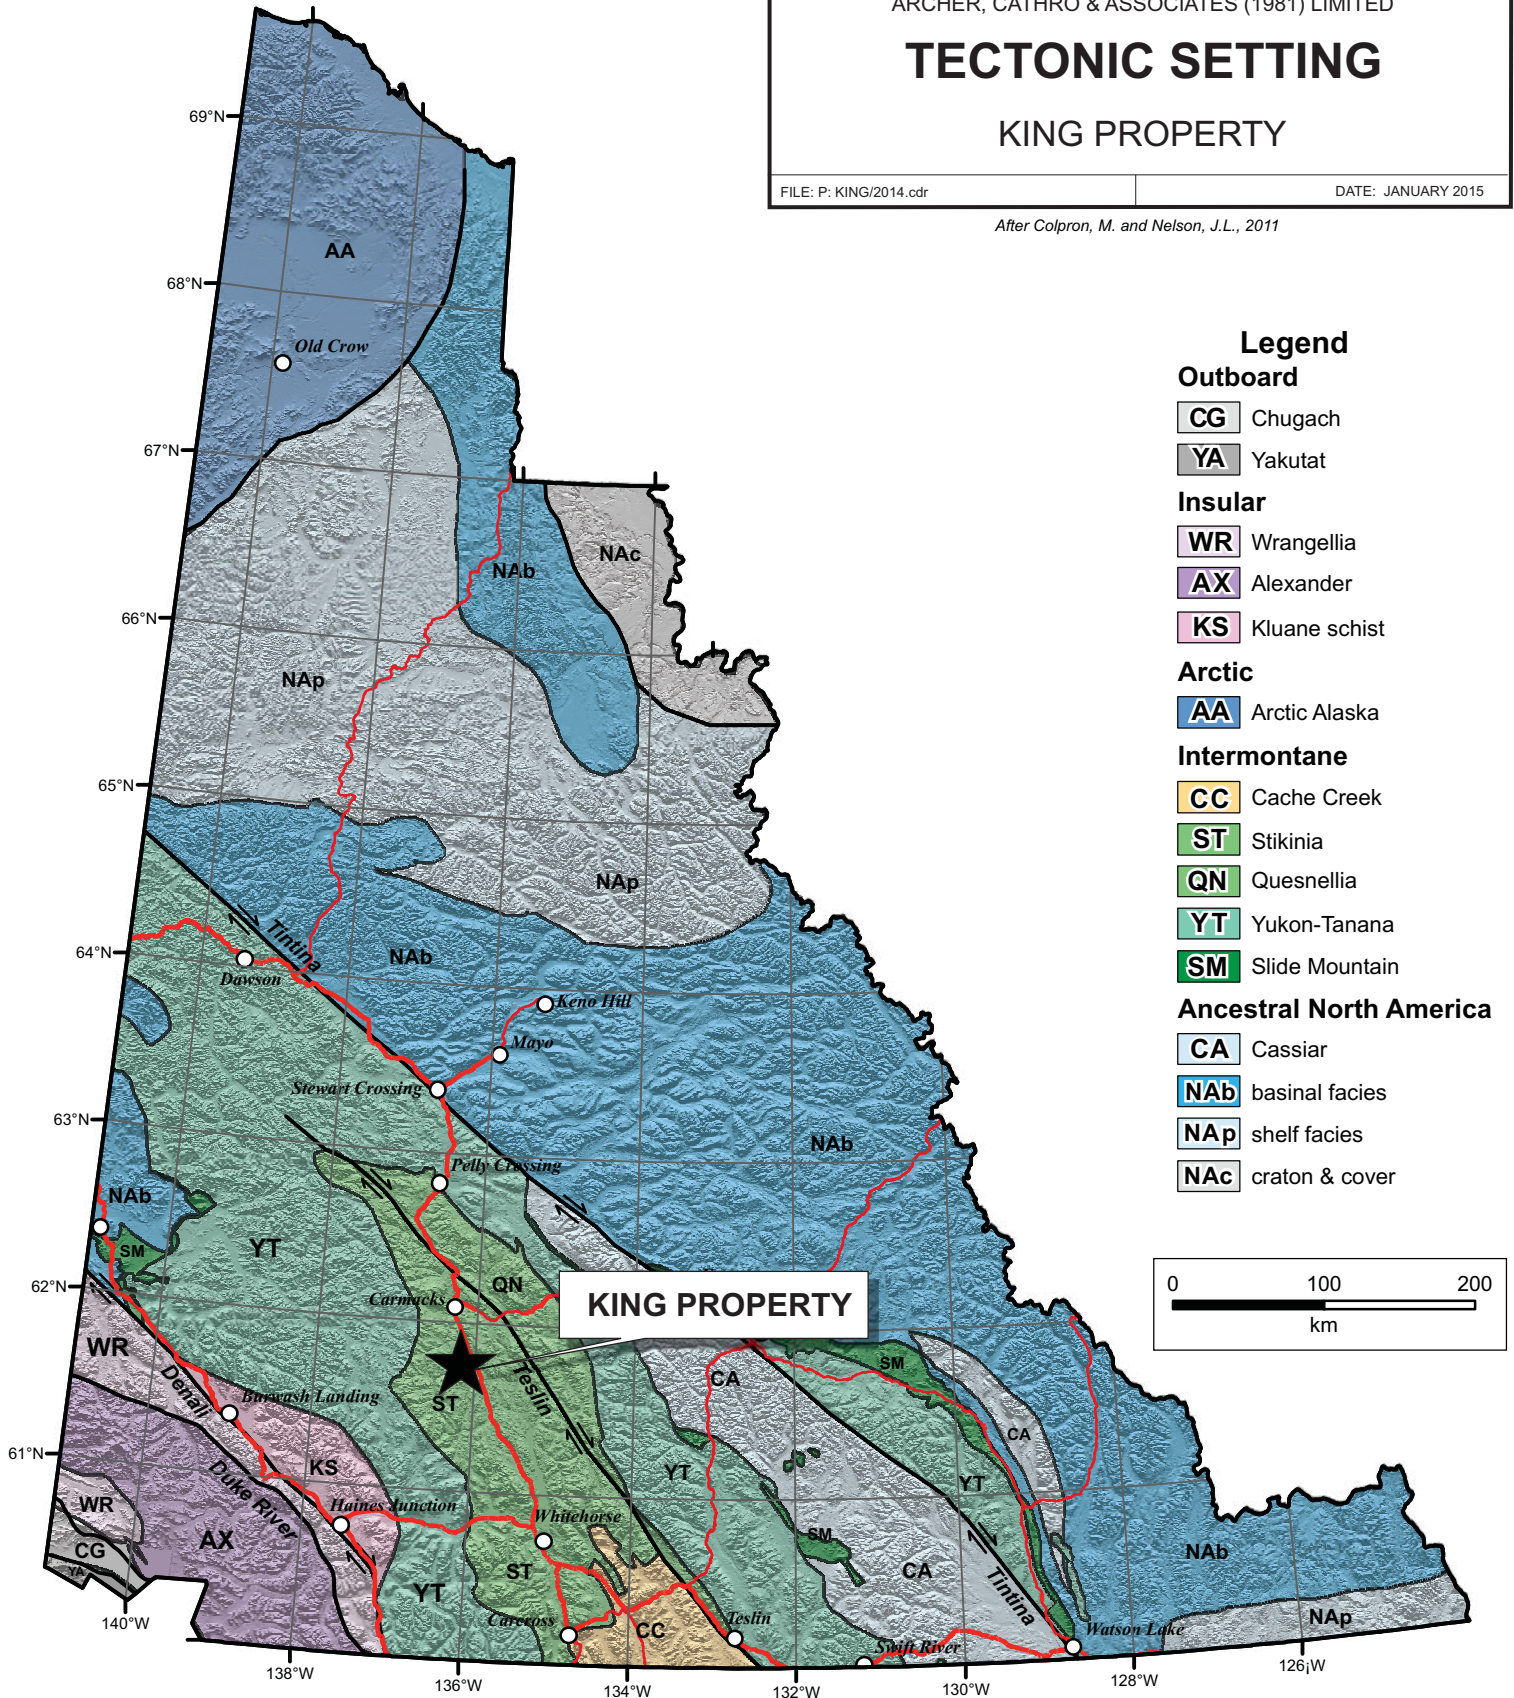 ARCHER, CATHRO & ASSOCIATES (1981) LIMITED
TECTONIC SETTING
KING PROPERTY
FILE: P: KING/2014.cdr
DATE: JANUARY 2015
After Colpron, M. and Nelson, J.L., 2011
69°N
68°N
67°N
66°N
65°N
64°N
63°N
62°N
61°N
AA
Old Crow
NAc
NAb
NAp
NAp
Tintina
NAb
Dawson
Keno Hill
Mayo
Stewart Crossing
NAb
Pelly Crossing
NAb
SM
YT
QN
Carmacks
KING PROPERTY
WR
Denali
Burwash Landing
ST
Teslin
CA
SM
CA
KS
Duke River
Haines Junction
Whitehorse
YT
YT
WR
AX
CG
YA
SM
ST
YT
CA
Tintina
NAb
Carcross
CC
Teslin
Swift River
Watson Lake
NAp
140°W
138°W
136°W
134°W
132°W
130°W
128°W
126¡W
Legend
Outboard
CG Chugach
YA Yakutat
Insular
WR Wrangellia
AX Alexander
KS Kluane schist
Arctic
AA Arctic Alaska
Intermontane
CC Cache Creek
ST Stikinia
QN Quesnellia
YT Yukon-Tanana
SM Slide Mountain
Ancestral North America
CA Cassiar
NAb basinal facies
NAp shelf facies
NAc craton & cover
0 100 200
km